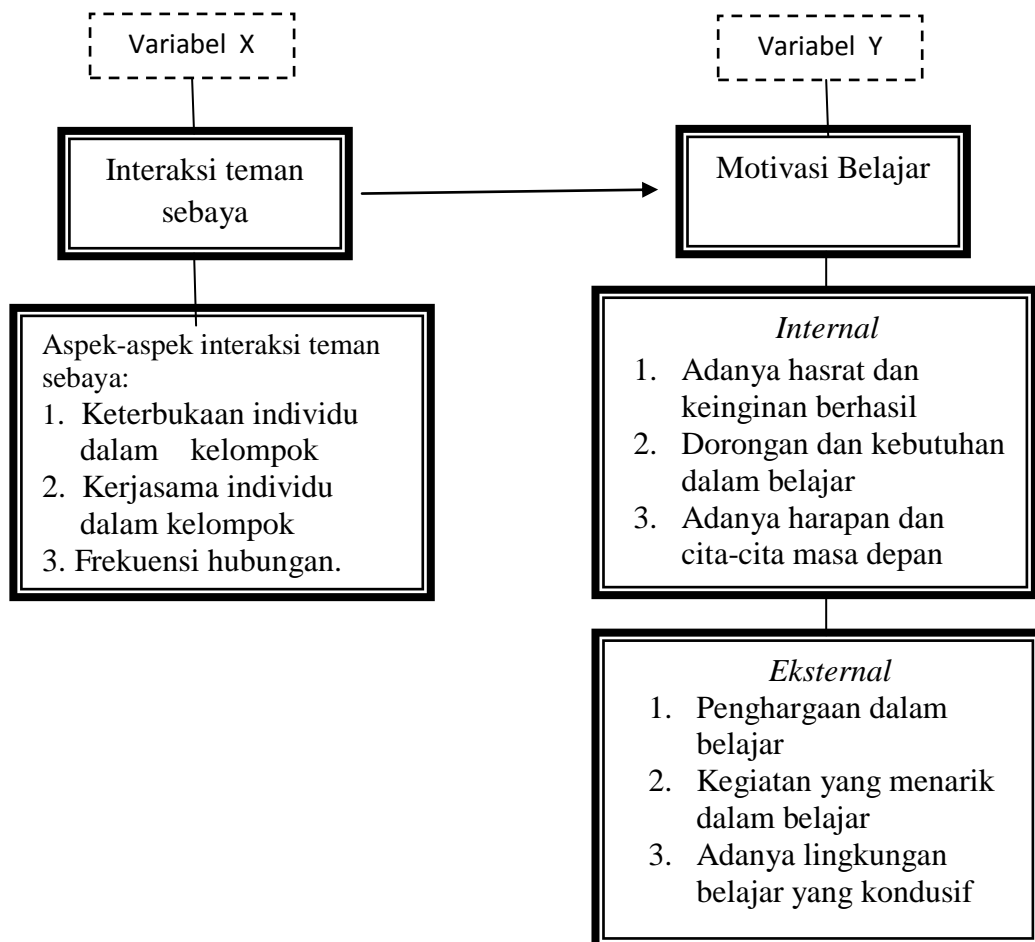 Variabel X
Variabel Y
Interaksi teman
sebaya
Motivasi Belajar
Aspek-aspek interaksi teman
sebaya:
1. Keterbukaan individu
dalam kelompok
2. Kerjasama individu
dalam kelompok
3. Frekuensi hubungan.
Internal
1. Adanya hasrat dan
keinginan berhasil
2. Dorongan dan kebutuhan
dalam belajar
3. Adanya harapan dan
cita-cita masa depan
Eksternal
1. Penghargaan dalam
belajar
2. Kegiatan yang menarik
dalam belajar
3. Adanya lingkungan
belajar yang kondusif